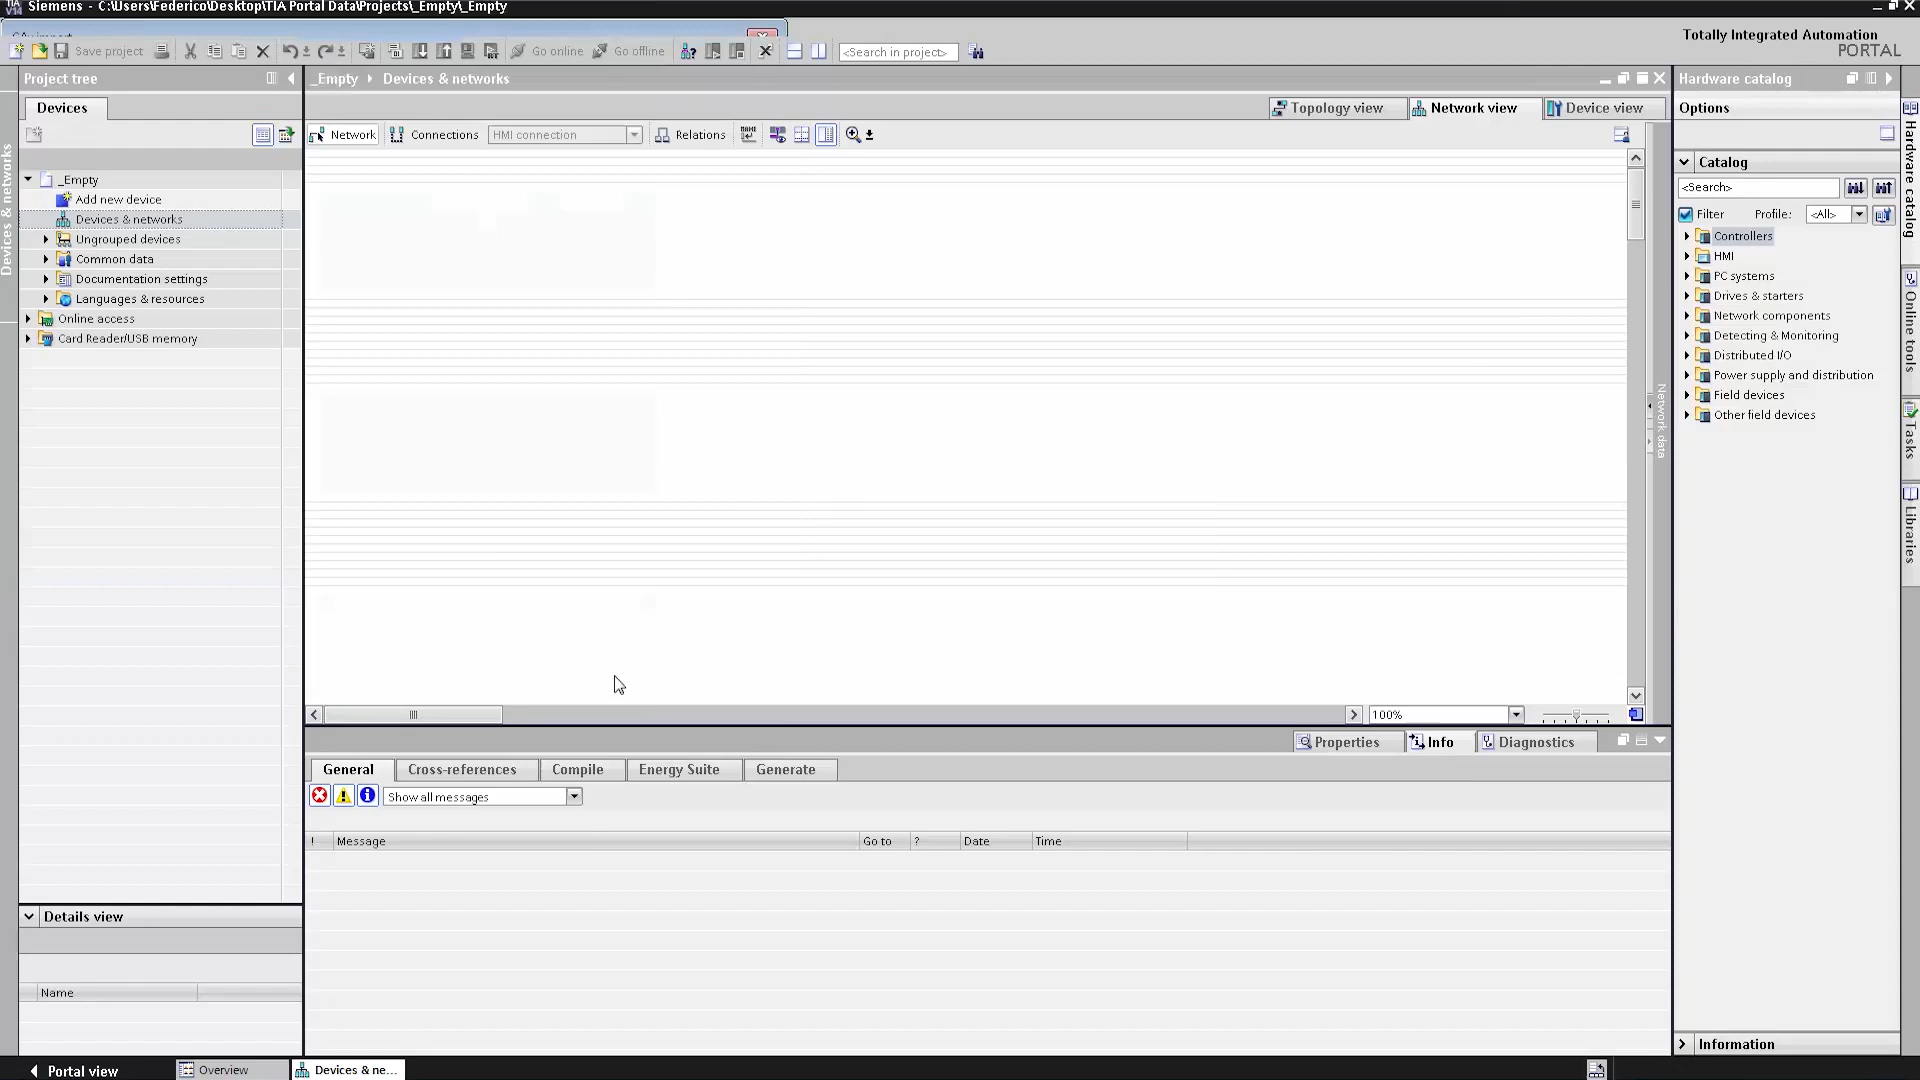 Siemens - C:\Users\Federico\Desktop\TIA Portal Data\Projects\_Empty\_Empty
Save project
Go online
Go offline
<Search in project>
Totally Integrated Automation
PORTAL
Project tree
_Empty
Devices & networks
Hardware catalog
Devices
Topology view
Network view
Device view
Options
Network
Connections
HMI connection
Relations
Catalog
<Search>
Filter
Profile:
<All>
_Empty
Add new device
Devices & networks
Ungrouped devices
Common data
Documentation settings
Languages & resources
Online access
Card Reader/USB memory
Controllers
HMI
PC systems
Drives & starters
Network components
Detecting & Monitoring
Distributed I/O
Power supply and distribution
Field devices
Other field devices
Devices & networks
Network data
Hardware catalog
Online tools
Tasks
Libraries
100%
Properties
Info
Diagnostics
General
Cross-references
Compile
Energy Suite
Generate
Show all messages
!
Message
Go to
?
Date
Time
Details view
Name
Information
Portal view
Overview
Devices & ne...